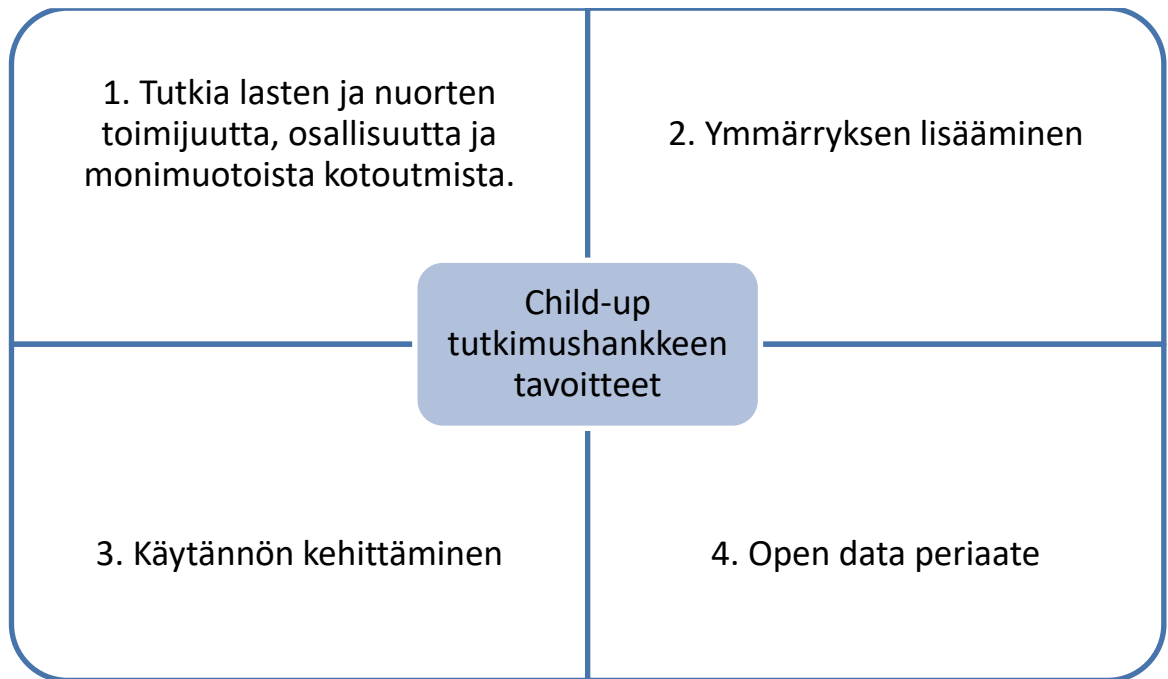 1. Tutkia lasten ja nuorten
toimijuutta, osallisuutta ja
monimuotoista kotoutmista.
2. Ymmärryksen lisääminen
Child-up
tutkimushankkeen
tavoitteet
3. Käytännön kehittäminen
4. Open data periaate